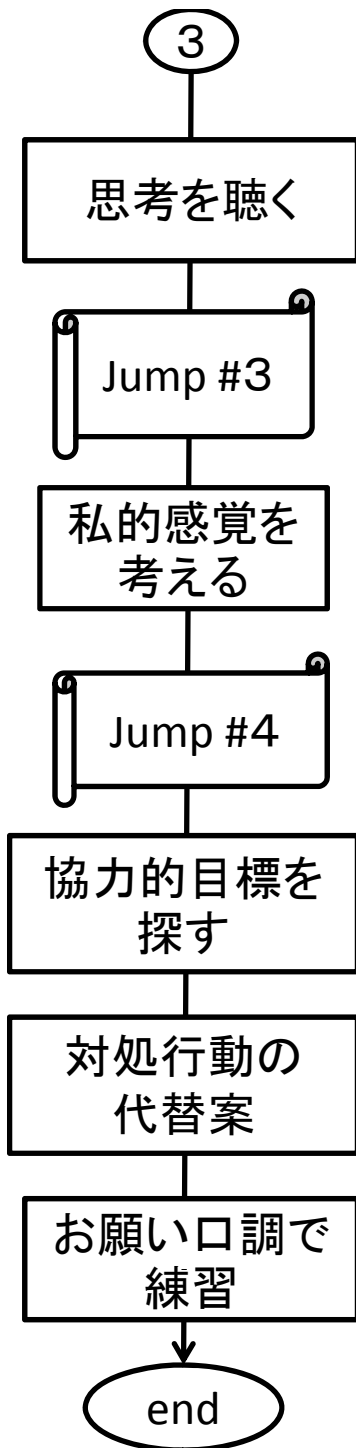 3
思考を聴く
Jump #3
私的感覚を
考える
Jump #4
協力的目標を
探す
対処行動の
代替案
お願い口調で
練習
end